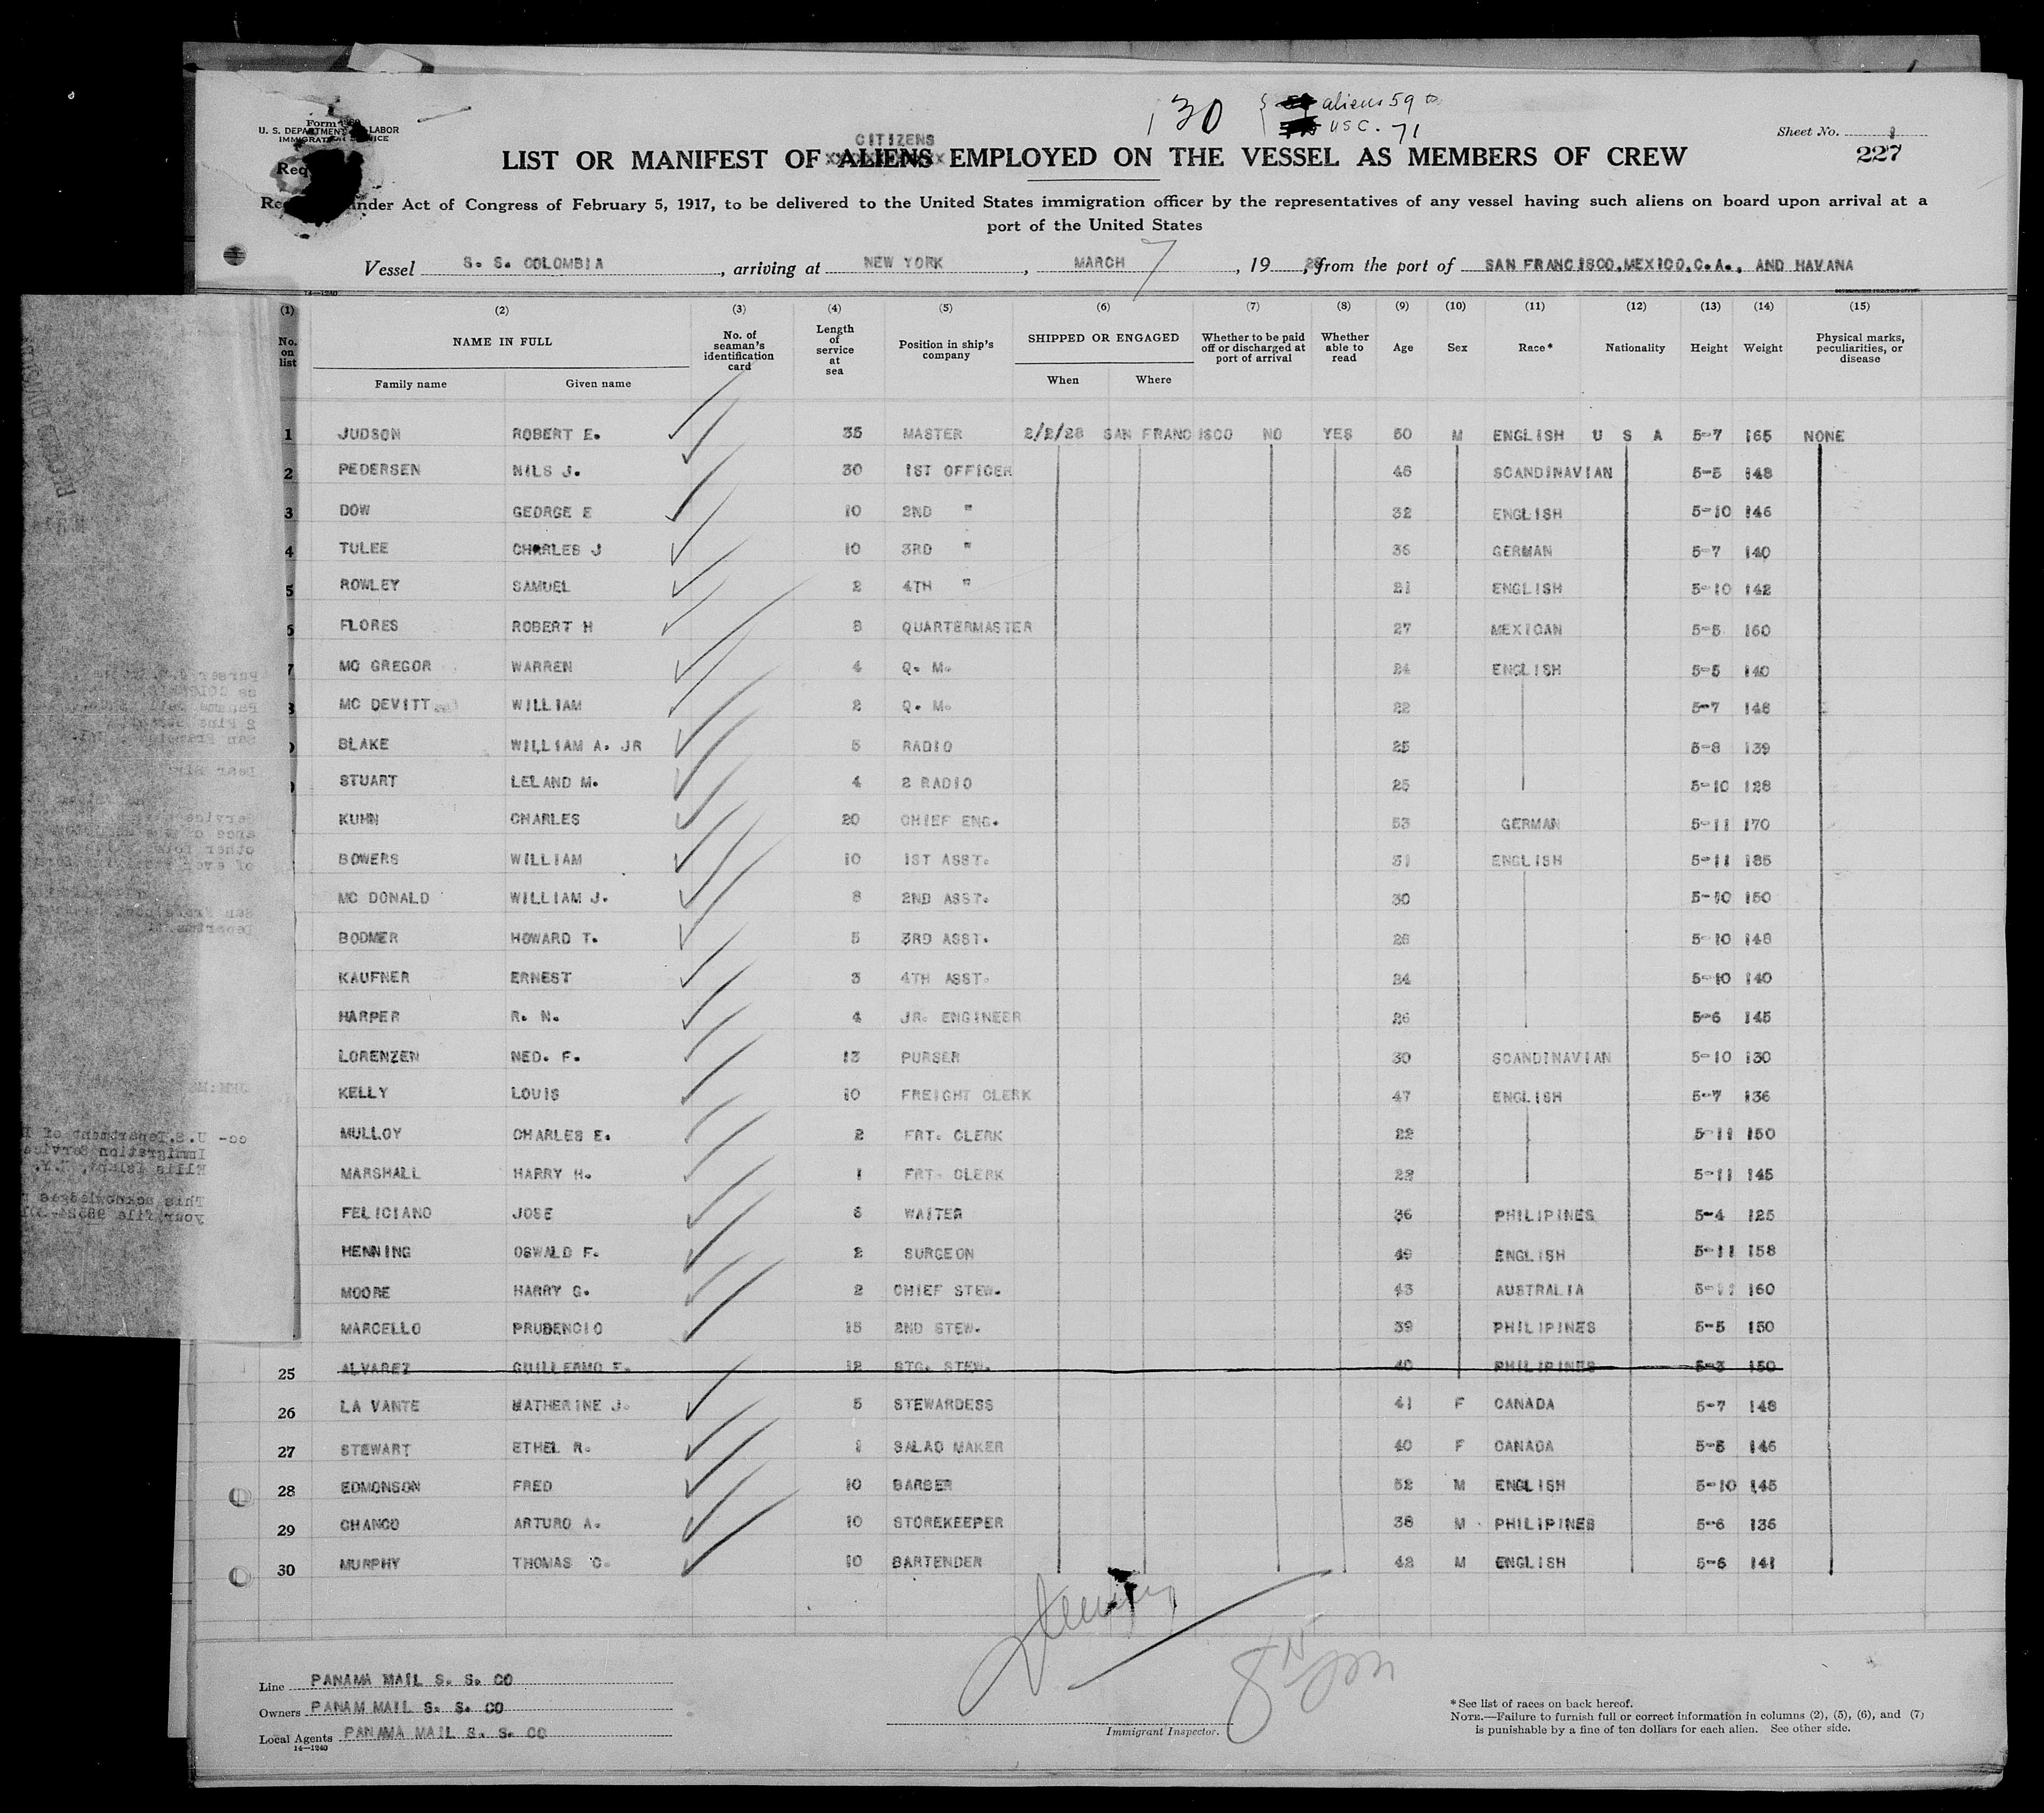 130 aliens 59
USC. 71
Form
U. S. DEPARTMENT LABOR
IMMIGRATION SERVICE
Sheet No. 1
227
CITIZENS
LIST OR MANIFEST OF ALIENS EMPLOYED ON THE VESSEL AS MEMBERS OF CREW
Req
under Act of Congress of February 5, 1917, to be delivered to the United States immigration officer by the representatives of any vessel having such aliens on board upon arrival at a
port of the United States
Vessel S. S. COLOMBIA, arriving at NEW YORK, MARCH 7, 1928, from the port of SAN FRANCISCO, MEXICO, C.A., AND HAVANA
14—1240
(1) (2) (3) (4) (5) (6) (7) (8) (9) (10) (11) (12) (13) (14) (15)
No. on list NAME IN FULL No. of seaman's identification card Length of service at sea Position in ship's company SHIPPED OR ENGAGED Whether to be paid off or discharged at port of arrival Whether able to read Age Sex Race* Nationality Height Weight Physical marks, peculiarities, or disease
Family name Given name When Where
1 JUDSON ROBERT E. 35 MASTER 2/2/28 SAN FRANCISCO NO YES 50 M ENGLISH U S A 5-7 165 NONE
2 PEDERSEN NILS J. 30 1ST OFFICER 46 SCANDINAVIAN 5-5 148
3 DOW GEORGE E 10 2ND " 32 ENGLISH 5-10 146
4 TULEE CHARLES J 10 3RD " 36 GERMAN 5-7 140
5 ROWLEY SAMUEL 2 4TH " 21 ENGLISH 5-10 142
FLORES ROBERT H 8 QUARTERMASTER 27 MEXICAN 5-5 160
7 MC GREGOR WARREN 4 Q. M. 24 ENGLISH 5-5 140
MC DEVITT WILLIAM 2 Q. M. 22 5-7 148
BLAKE WILLIAM A. JR 5 RADIO 25 5-8 139
STUART LELAND M. 4 2 RADIO 25 5-10 128
KUHN CHARLES 20 CHIEF ENG. 53 GERMAN 5-11 170
BOWERS WILLIAM 10 1ST ASST. 31 ENGLISH 5-11 185
MC DONALD WILLIAM J. 8 2ND ASST. 30 5-10 150
BODMER HOWARD T. 5 3RD ASST. 26 5-10 148
KAUFNER ERNEST 3 4TH ASST. 24 5-10 140
HARPER R. N. 4 JR. ENGINEER 26 5-6 145
LORENZEN NED. F. 13 PURSER 30 SCANDINAVIAN 5-10 130
KELLY LOUIS 10 FREIGHT CLERK 47 ENGLISH 5-7 136
MULLOY CHARLES E. 2 FRT. CLERK 22 5-11 150
MARSHALL HARRY H. 1 FRT. CLERK 22 5-11 145
FELICIANO JOSE 6 WAITER 36 PHILIPINES 5-4 125
HENNING OSWALD F. 2 SURGEON 49 ENGLISH 5-11 158
MOORE HARRY G. 2 CHIEF STEW. 43 AUSTRALIA 5-11 160
MARCELLO PRUDENCIO 15 2ND STEW. 39 PHILIPINES 5-5 150
25 ALVAREZ GUILLERMO F. 12 STG. STEW. 40 PHILIPINES 5-3 150
26 LA VANTE MATHERINE J. 5 STEWARDESS 41 F CANADA 5-7 148
27 STEWART ETHEL R. 1 SALAD MAKER 40 F CANADA 5-5 146
28 EDMONSON FRED 10 BARBER 52 M ENGLISH 5-10 145
29 CHANCO ARTURO A. 10 STOREKEEPER 38 M PHILIPINES 5-6 136
30 MURPHY THOMAS C. 10 BARTENDER 42 M ENGLISH 5-6 141
Line PANAMA MAIL S. S. CO
Owners PANAM MAIL S. S. CO
Local Agents PANAMA MAIL S. S. CO
14—1240
Immigrant Inspector.
*See list of races on back hereof.
NOTE.—Failure to furnish full or correct information in columns (2), (5), (6), and (7)
is punishable by a fine of ten dollars for each alien. See other side.